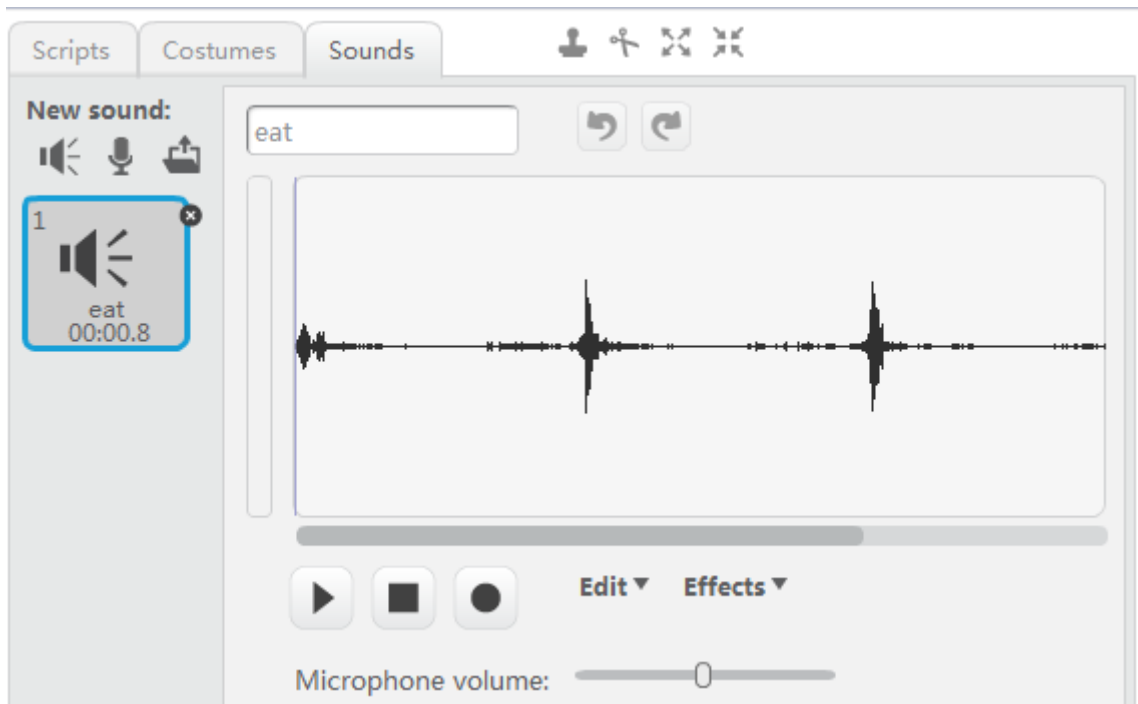 Scripts
Costumes
Sounds
New sound:
eat
1
eat
00:00.8
Edit
Effects
Microphone volume: